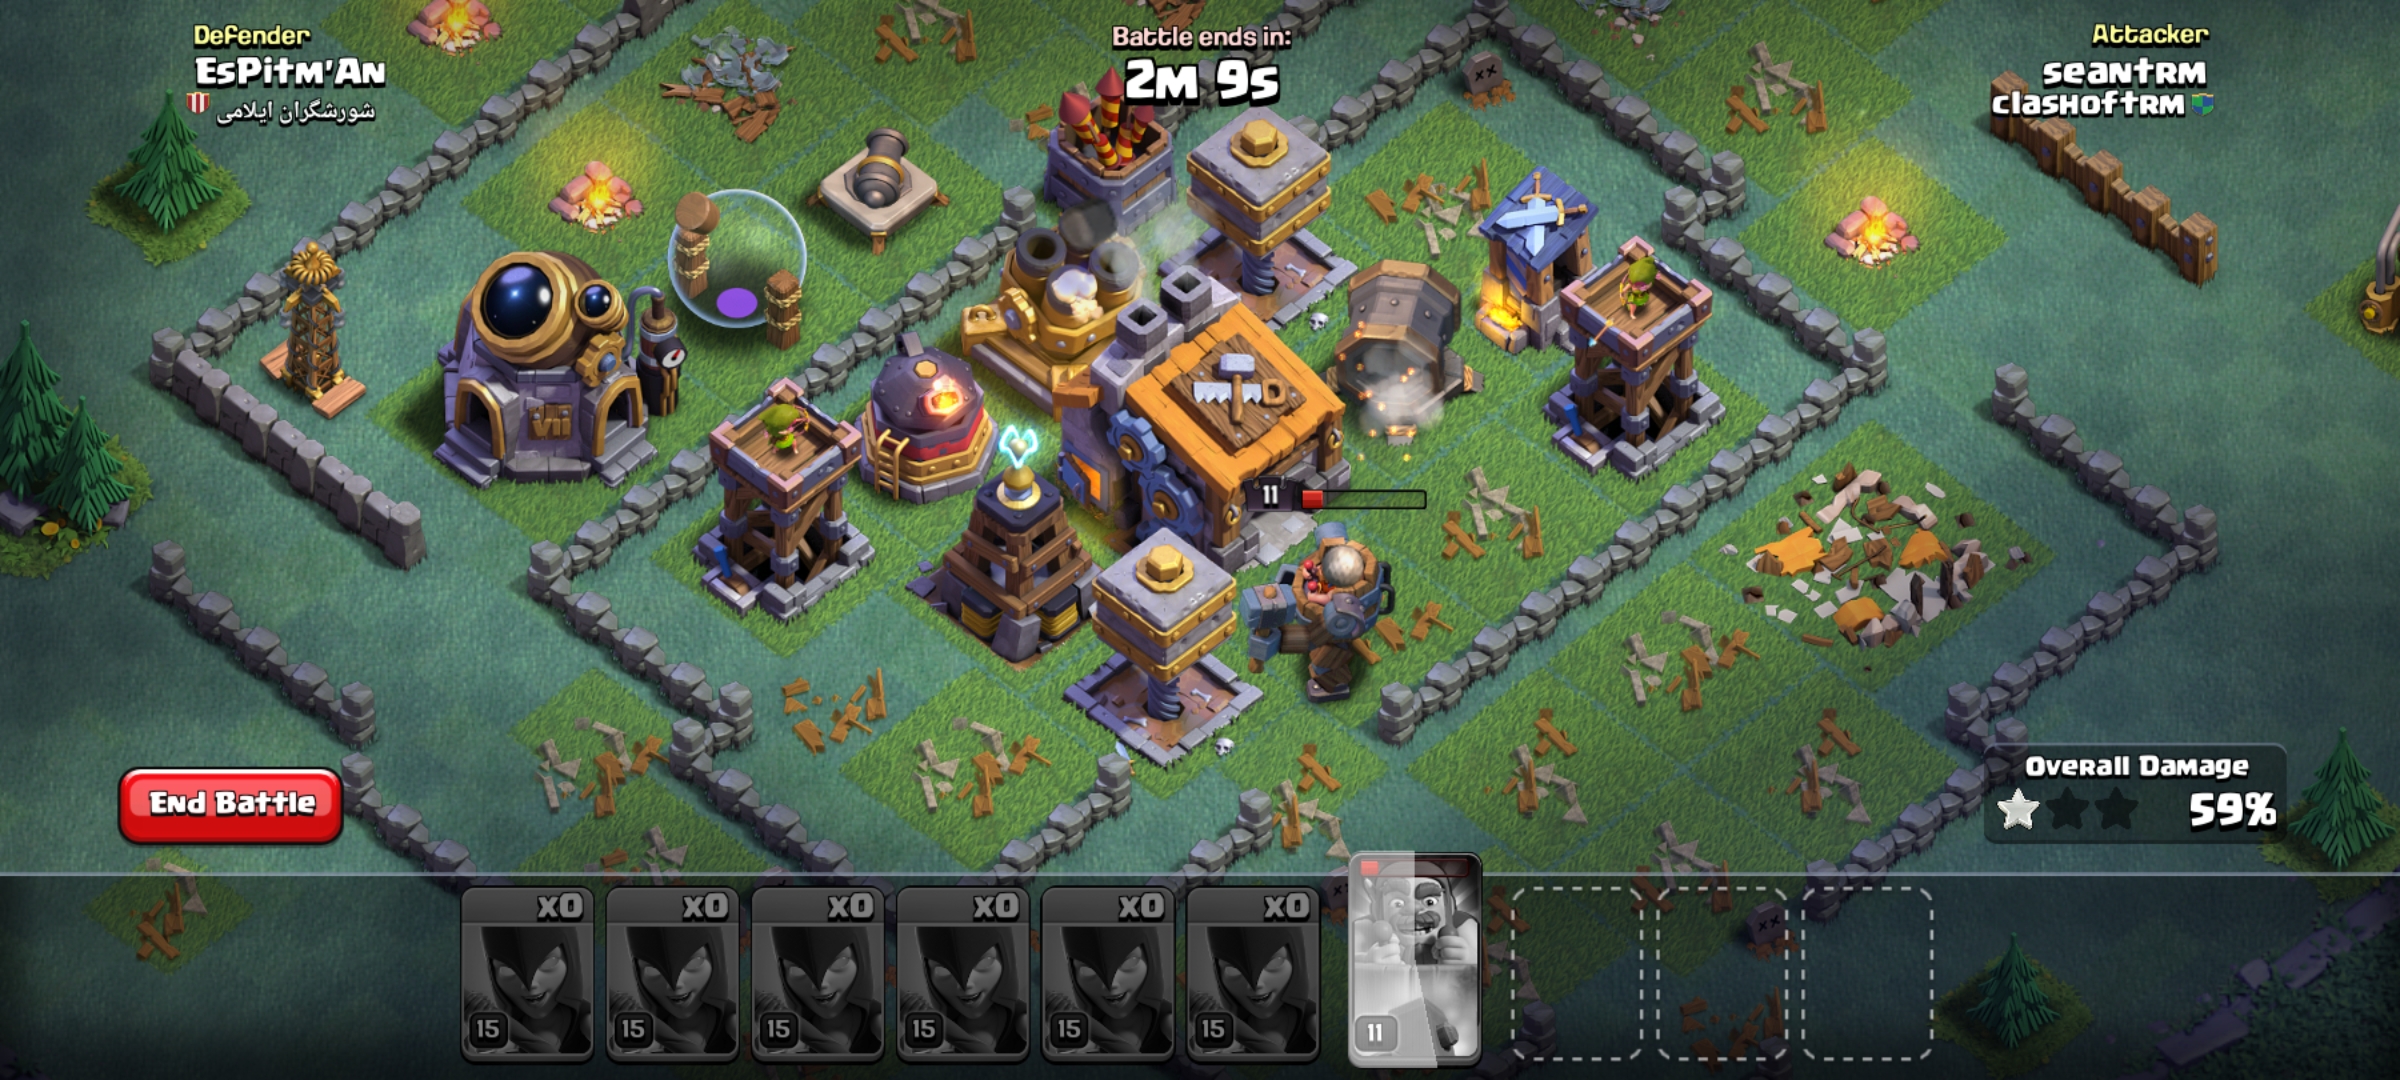 Defender
EsPitm'An
شورشگران ایلامی
Battle ends in:
2m 9s
Attacker
seantrm
clashoftrm
VII
11
End Battle
Overall Damage
59%
x0
x0
x0
x0
x0
x0
15
15
15
15
15
15
11